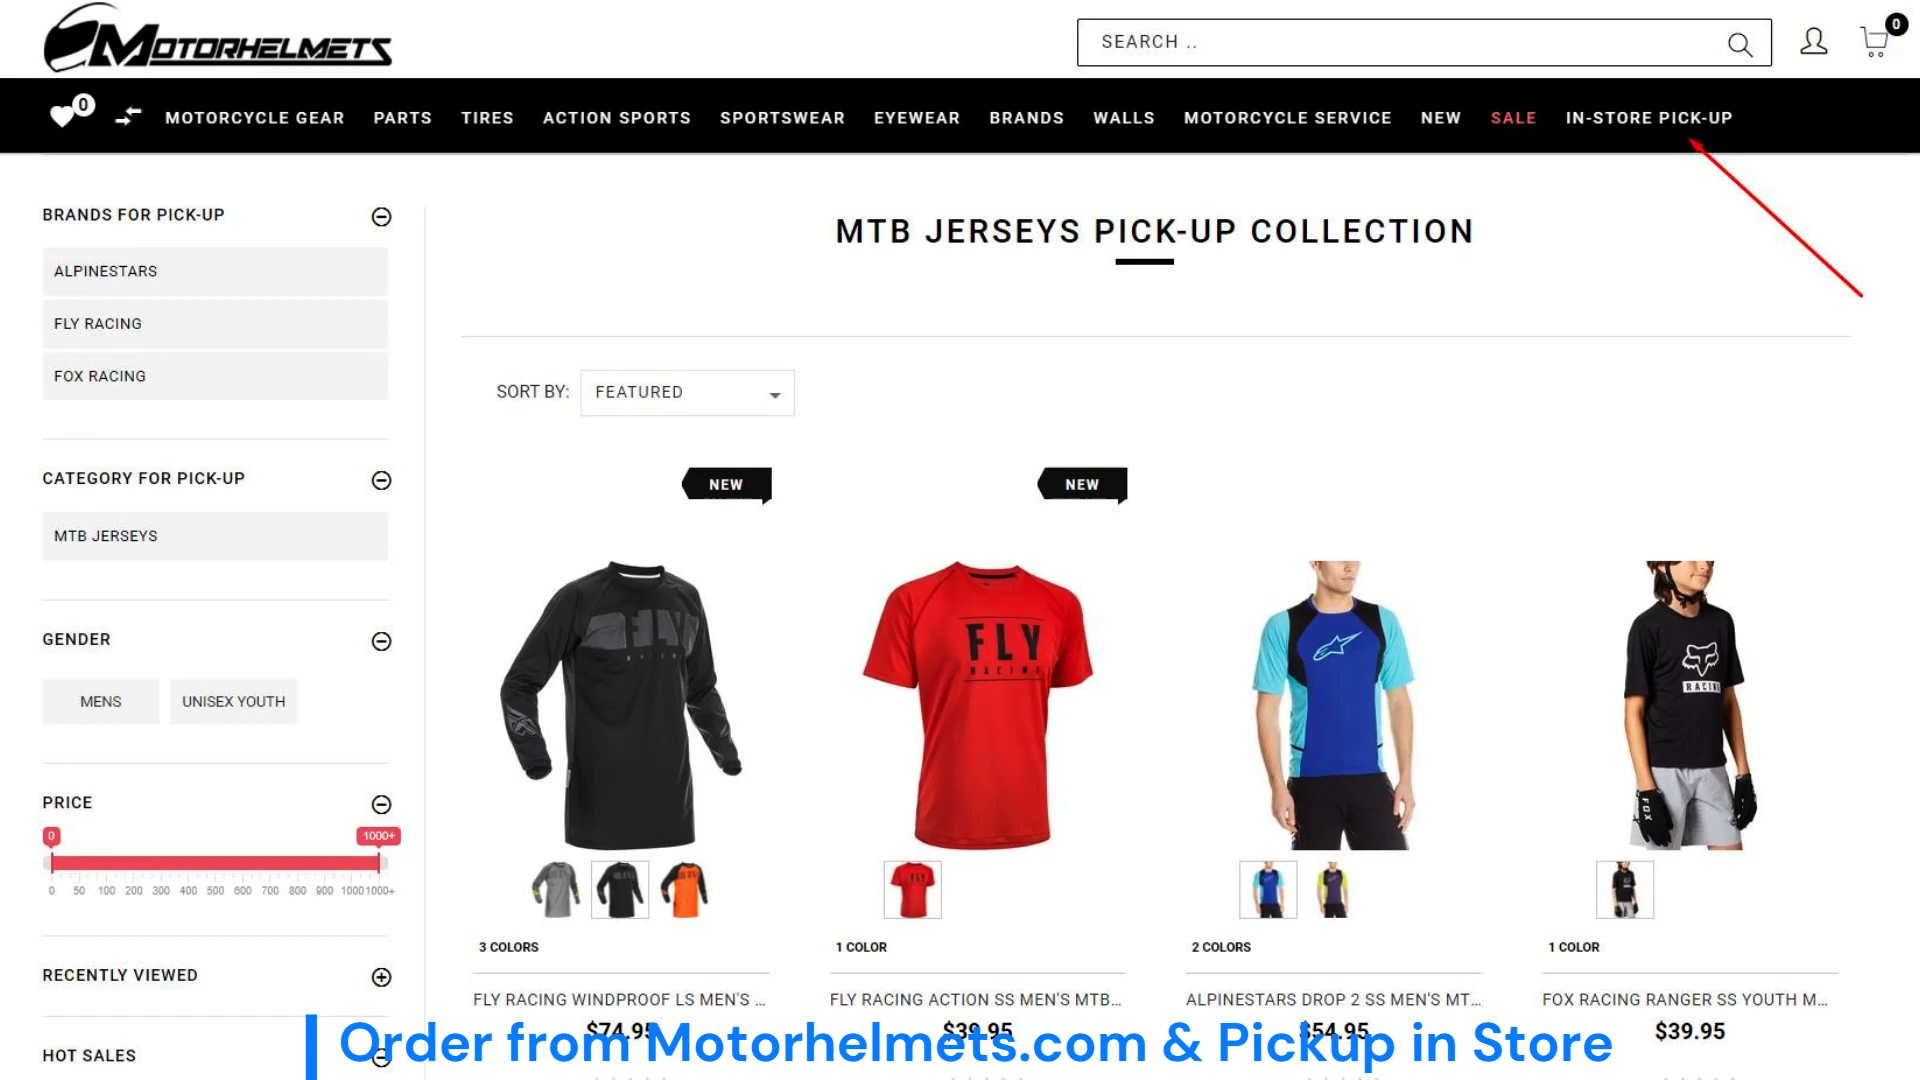 MOTORHELMETS
SEARCH ..
0
0
MOTORCYCLE GEAR PARTS TIRES ACTION SPORTS SPORTSWEAR EYEWEAR BRANDS WALLS MOTORCYCLE SERVICE NEW SALE IN-STORE PICK-UP
BRANDS FOR PICK-UP
ALPINESTARS
FLY RACING
FOX RACING
CATEGORY FOR PICK-UP
MTB JERSEYS
GENDER
MENS UNISEX YOUTH
PRICE
0 1000+
0 50 100 200 300 400 500 600 700 800 900 1000 1000+
RECENTLY VIEWED
HOT SALES
MTB JERSEYS PICK-UP COLLECTION
SORT BY: FEATURED
NEW
NEW
FLY
FLY
RACING
RACING
FOX
3 COLORS
1 COLOR
2 COLORS
1 COLOR
FLY RACING WINDPROOF LS MEN'S ...
FLY RACING ACTION SS MEN'S MTB...
ALPINESTARS DROP 2 SS MEN'S MT...
FOX RACING RANGER SS YOUTH M...
$74.95
$39.95
$54.95
$39.95
Order from Motorhelmets.com & Pickup in Store